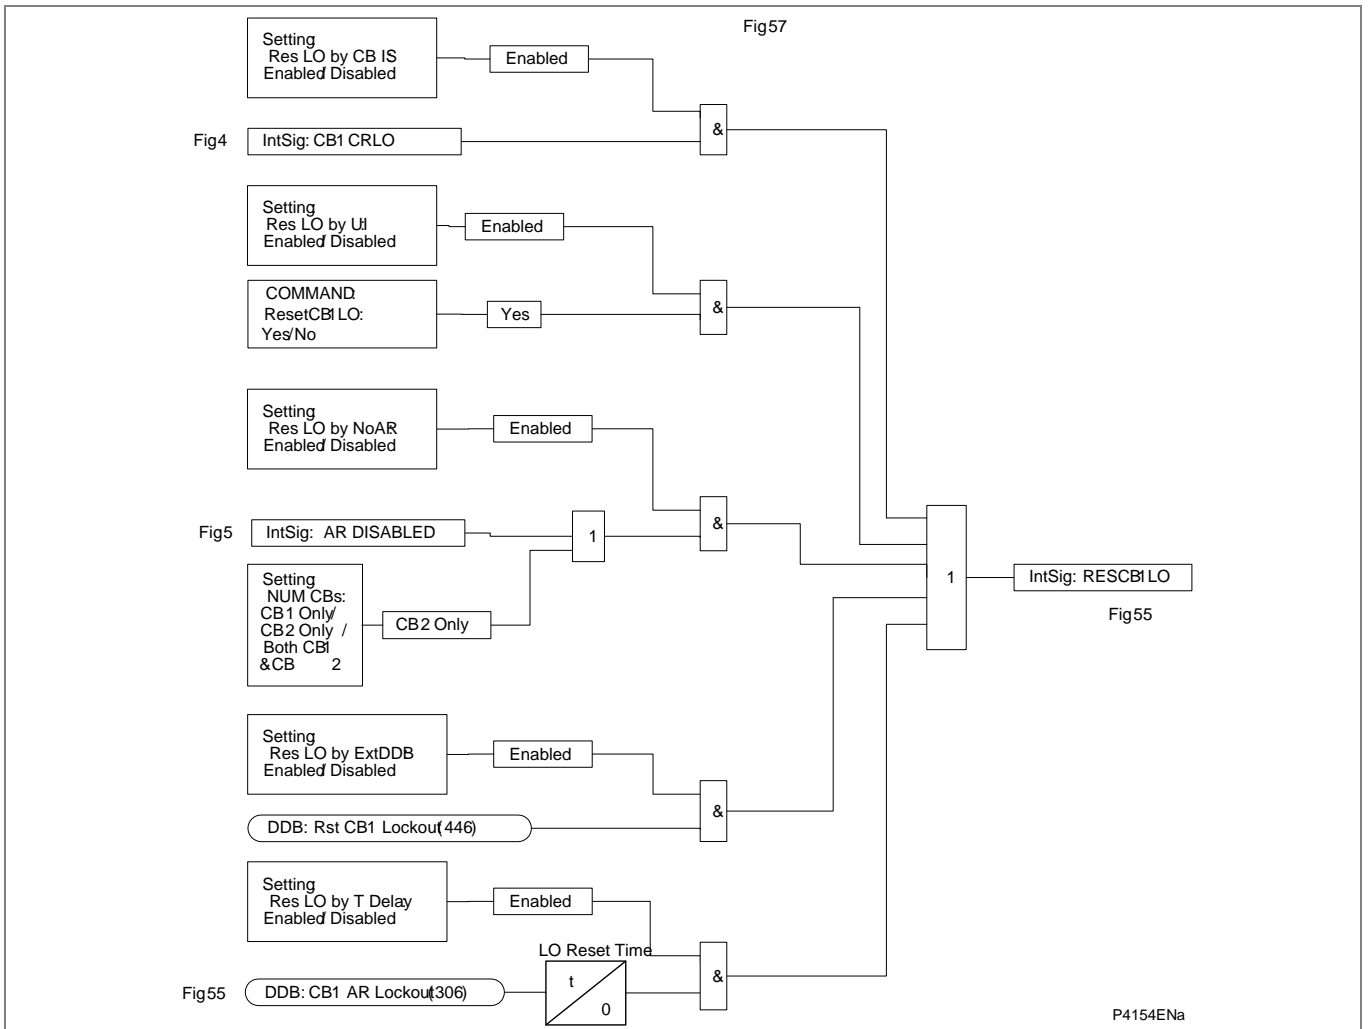 Fig57
Setting
Res LO by CB IS
Enabled/ Disabled
Enabled
&
Fig4
IntSig: CB1 CRLO
Setting
Res LO by UI
Enabled/ Disabled
Enabled
COMMAND:
ResetCB1LO:
Yes/No
Yes
&
Setting
Res LO by NoAR
Enabled/ Disabled
Enabled
&
Fig5
IntSig: AR DISABLED
1
Setting
NUM CBs:
CB1 Only/
CB2 Only /
Both CB1
&CB 2
CB2 Only
1
IntSig: RESCB1LO
Fig55
Setting
Res LO by ExtDDB
Enabled/ Disabled
Enabled
&
DDB: Rst CB1 Lockout(446)
Setting
Res LO by T Delay
Enabled/ Disabled
Enabled
LO Reset Time
t
0
&
Fig55
DDB: CB1 AR Lockout(306)
P4154ENa